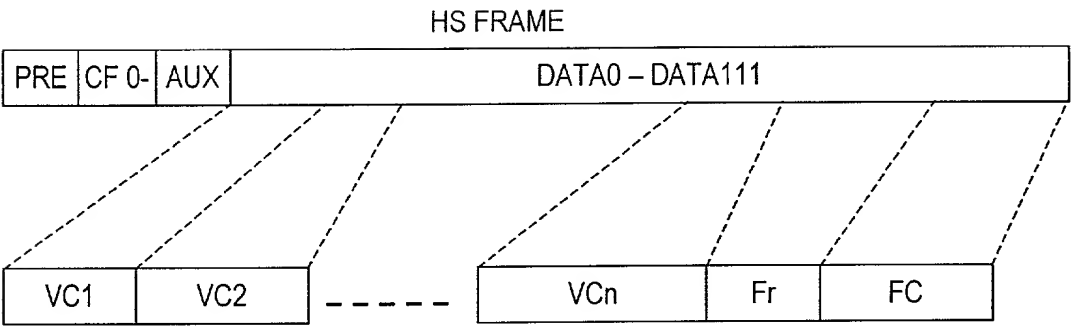 HS FRAME
PRE CF 0- AUX DATA0 – DATA111
VC1 VC2 VCn Fr FC